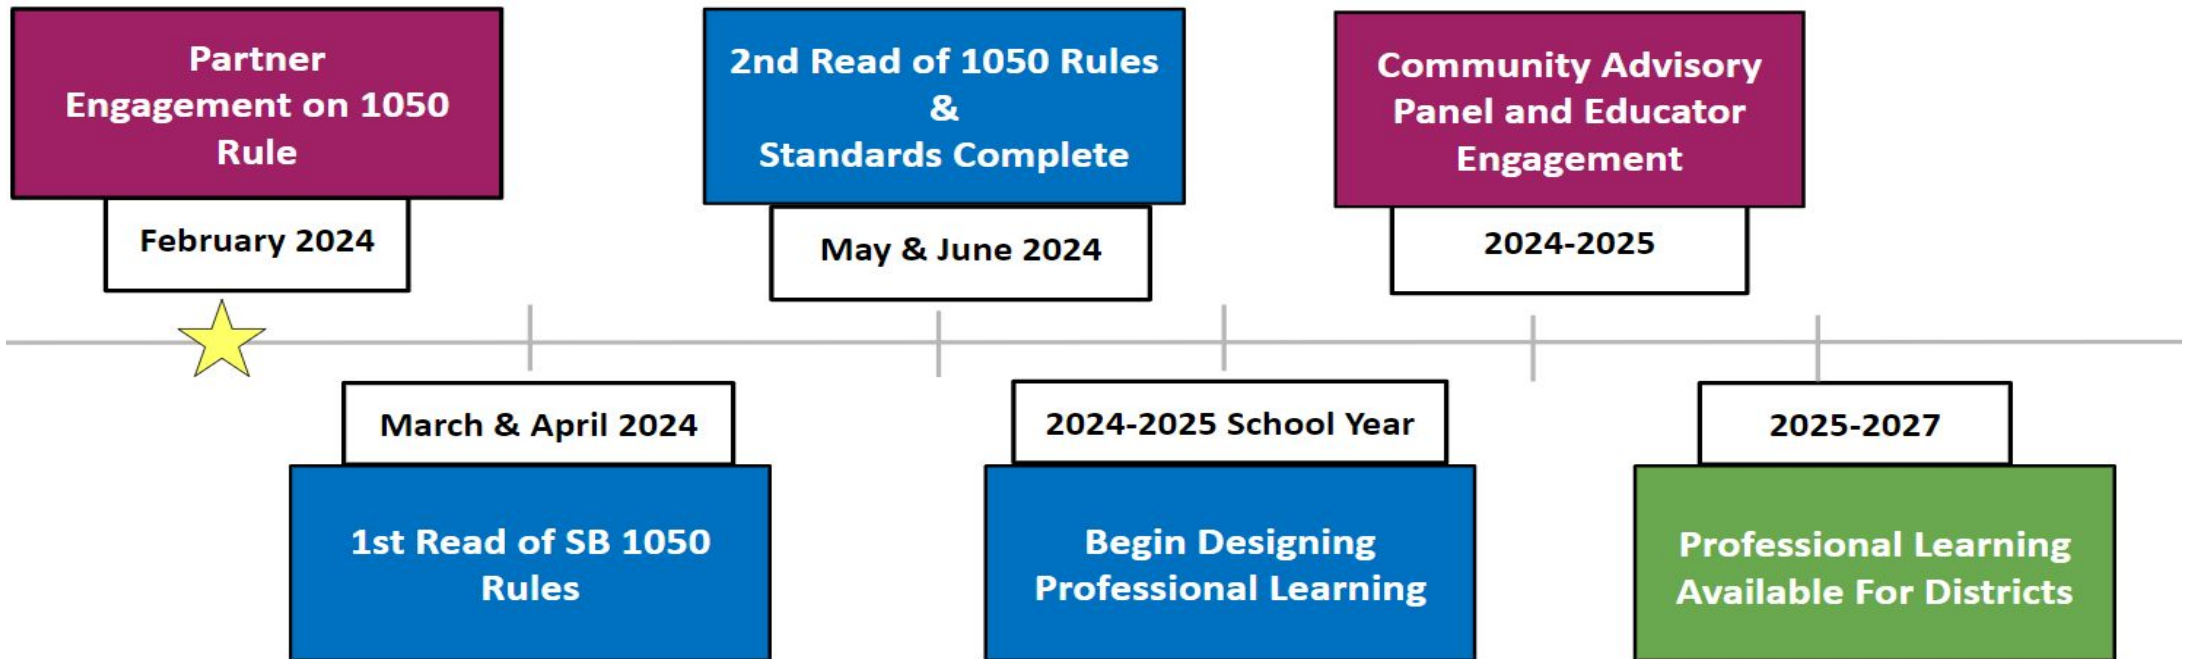 Partner
Engagement on 1050
Rule
February 2024
March & April 2024
1st Read of SB 1050
Rules
2nd Read of 1050 Rules
&
Standards Complete
May & June 2024
2024-2025 School Year
Begin Designing
Professional Learning
Community Advisory
Panel and Educator
Engagement
2024-2025
2025-2027
Professional Learning
Available For Districts